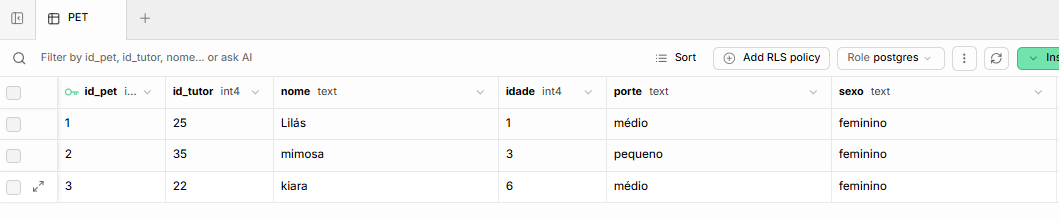 PET
Filter by id_pet, id_tutor, nome... or ask AI Sort Add RLS policy Role postgres Ins
id_pet i... id_tutor int4 nome text idade int4 porte text sexo text
1 25 Lilás 1 médio feminino
2 35 mimosa 3 pequeno feminino
3 22 kiara 6 médio feminino